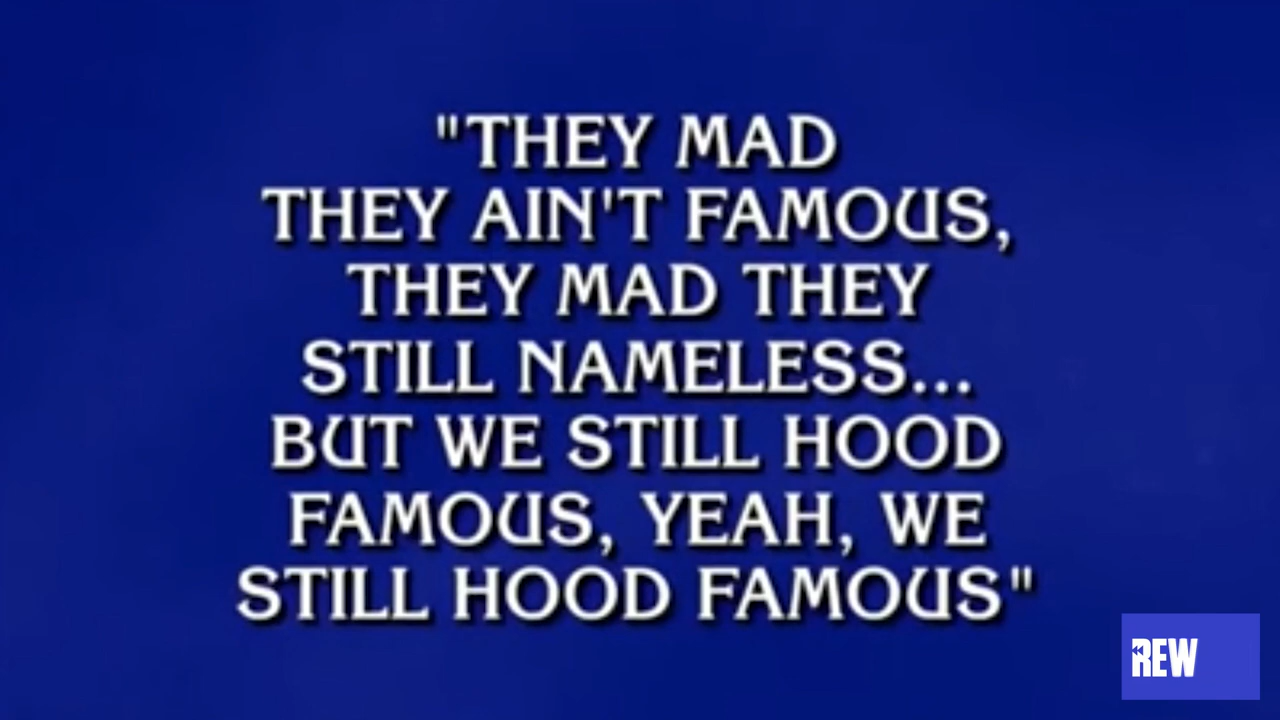 "THEY MAD
THEY AIN'T FAMOUS,
THEY MAD THEY
STILL NAMELESS...
BUT WE STILL HOOD
FAMOUS, YEAH, WE
STILL HOOD FAMOUS"
REW